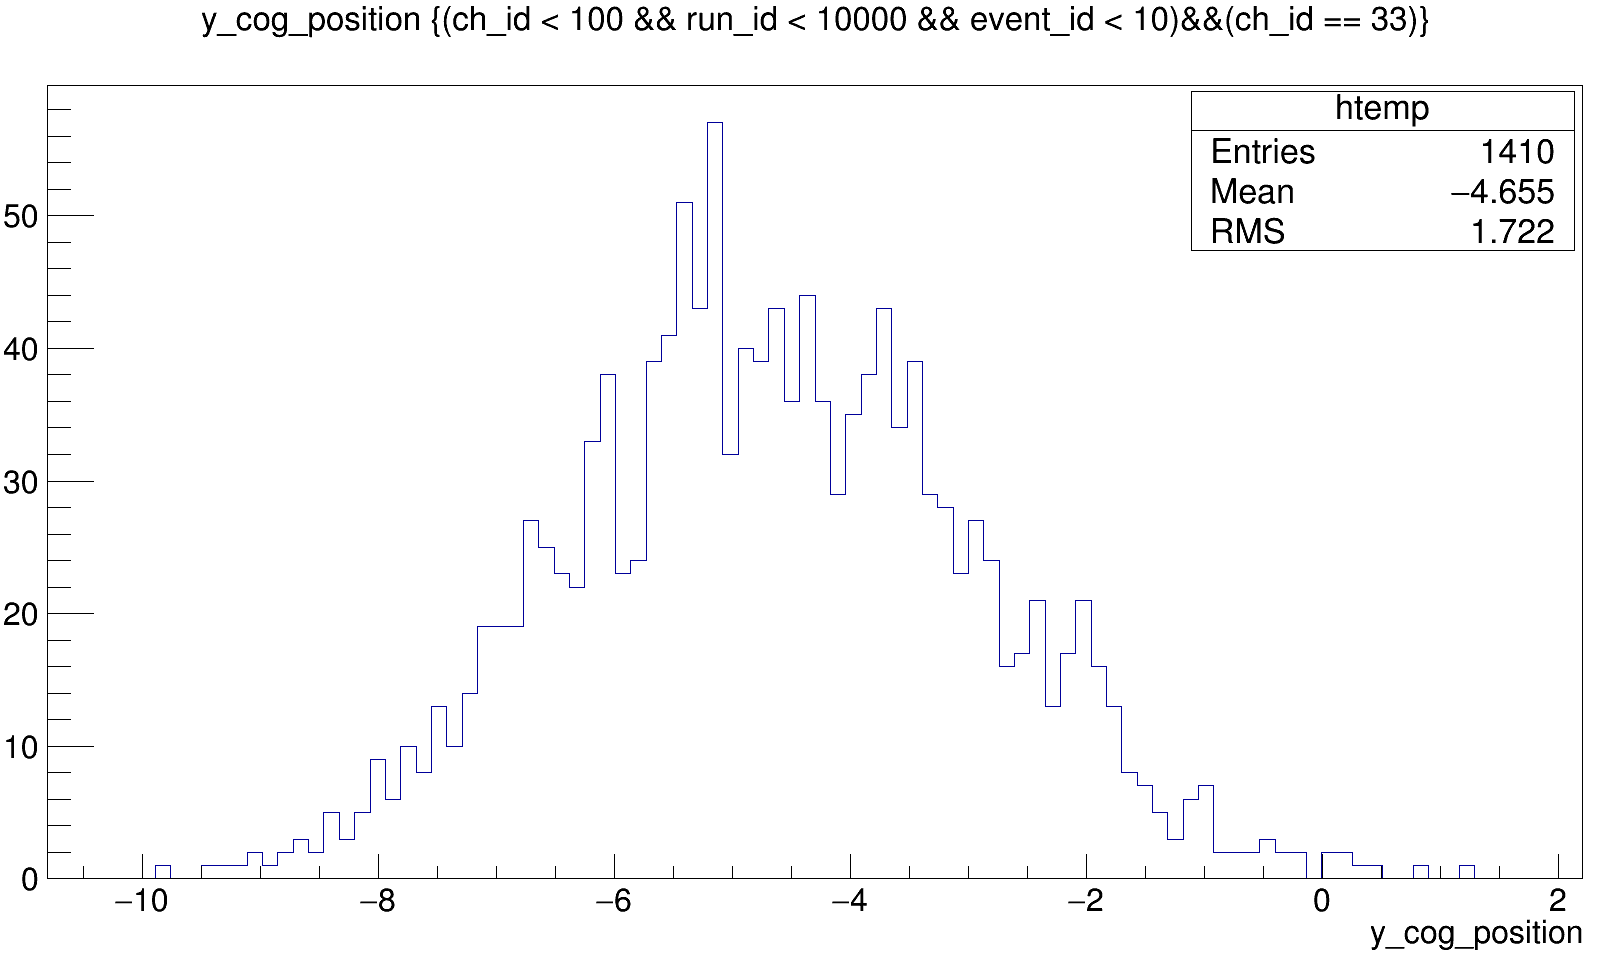 y_cog_position {(ch_id < 100 && run_id < 10000 && event_id < 10)&&(ch_id == 33)}
htemp
Entries 1410
Mean −4.655
RMS 1.722
50
40
30
20
10
0
−10 −8 −6 −4 −2 0 2
y_cog_position